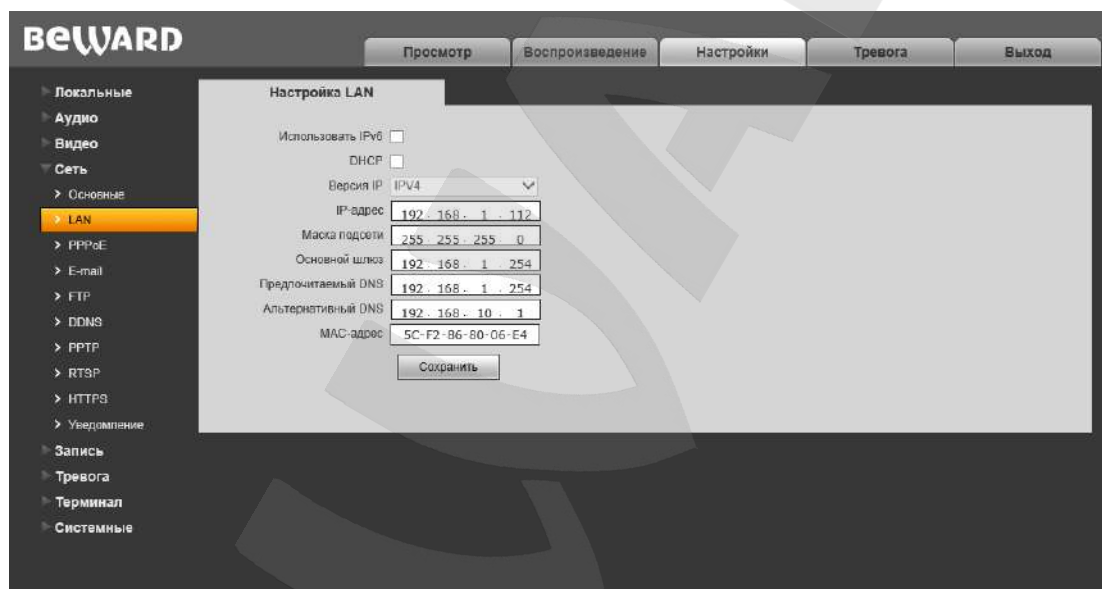 BEWARD
Просмотр Воспроизведение Настройки Тревога Выход
Локальные
Аудио
Видео
Сеть
Основные
LAN
PPPoE
E-mail
FTP
DDNS
PPTP
RTSP
HTTPS
Уведомление
Запись
Тревога
Терминал
Системные
Настройка LAN
Использовать IPv6
DHCP
Версия IP IPV4
IP-адрес 192 . 168 . 1 . 112
Маска подсети 255 . 255 . 255 . 0
Основной шлюз 192 . 168 . 1 . 254
Предпочитаемый DNS 192 . 168 . 1 . 254
Альтернативный DNS 192 . 168 . 10 . 1
MAC-адрес 5C-F2-86-80-06-E4
Сохранить